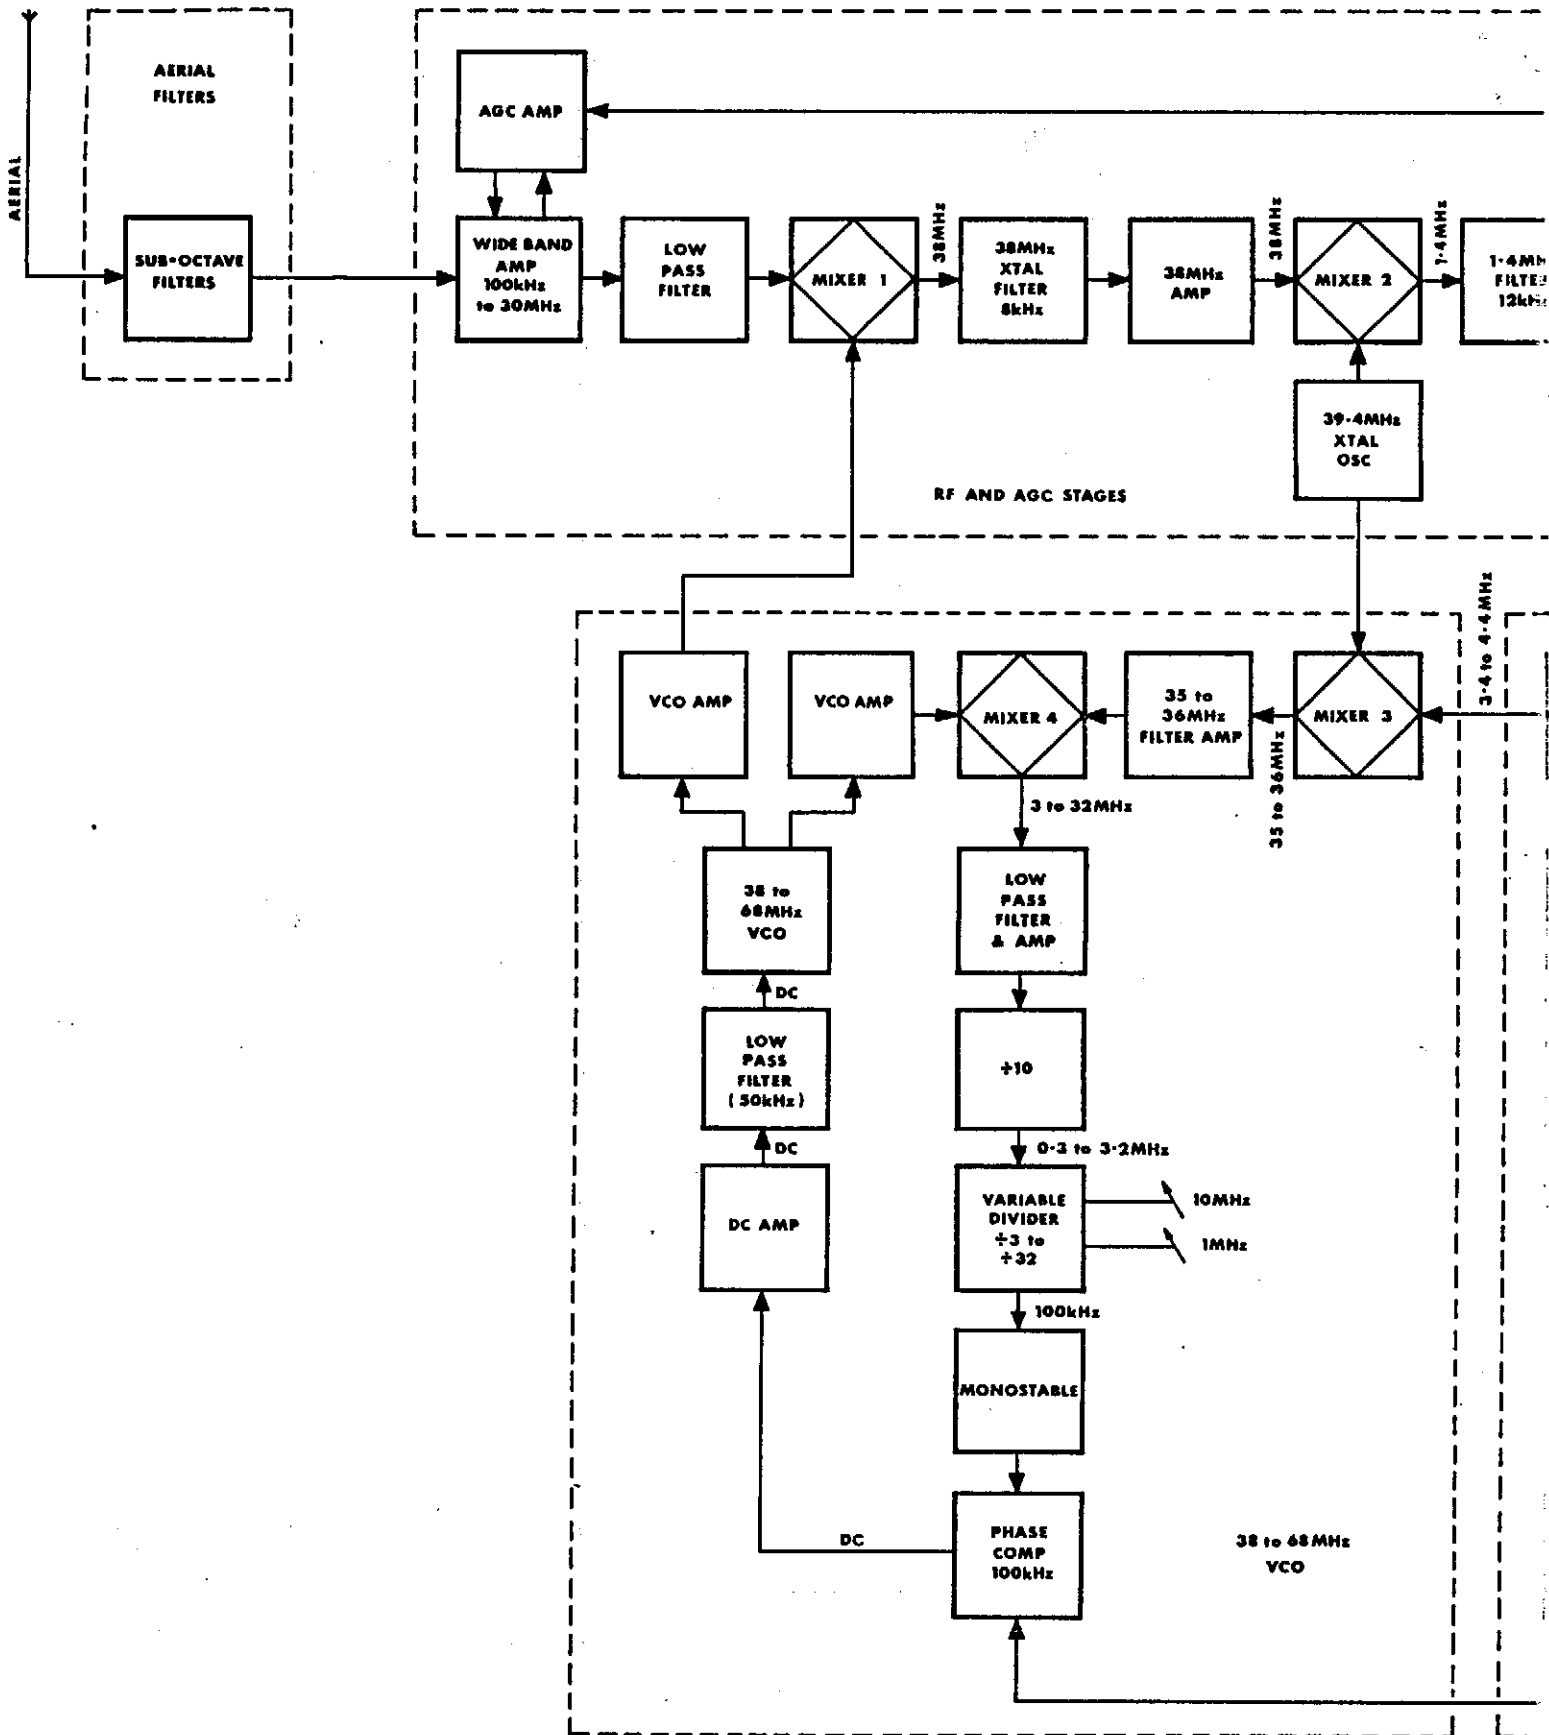 AERIAL
AERIAL
FILTERS
SUB-OCTAVE
FILTERS
AGC AMP
WIDE BAND
AMP
100kHz
to 30MHz
LOW
PASS
FILTER
MIXER 1
38MHz
38MHz
XTAL
FILTER
8kHz
38MHz
AMP
38MHz
MIXER 2
1·4MHz
39·4MHz
XTAL
OSC
RF AND AGC STAGES
VCO AMP
VCO AMP
MIXER 4
35 to
36MHz
FILTER AMP
35 to 36MHz
MIXER 3
3·4 to 4·4MHz
3 to 32MHz
38 to
68MHz
VCO
LOW
PASS
FILTER
& AMP
DC
LOW
PASS
FILTER
(50kHz)
÷10
DC
0·3 to 3·2MHz
DC AMP
VARIABLE
DIVIDER
÷3 to
÷32
10MHz
1MHz
100kHz
MONOSTABLE
DC
PHASE
COMP
100kHz
38 to 68MHz
VCO